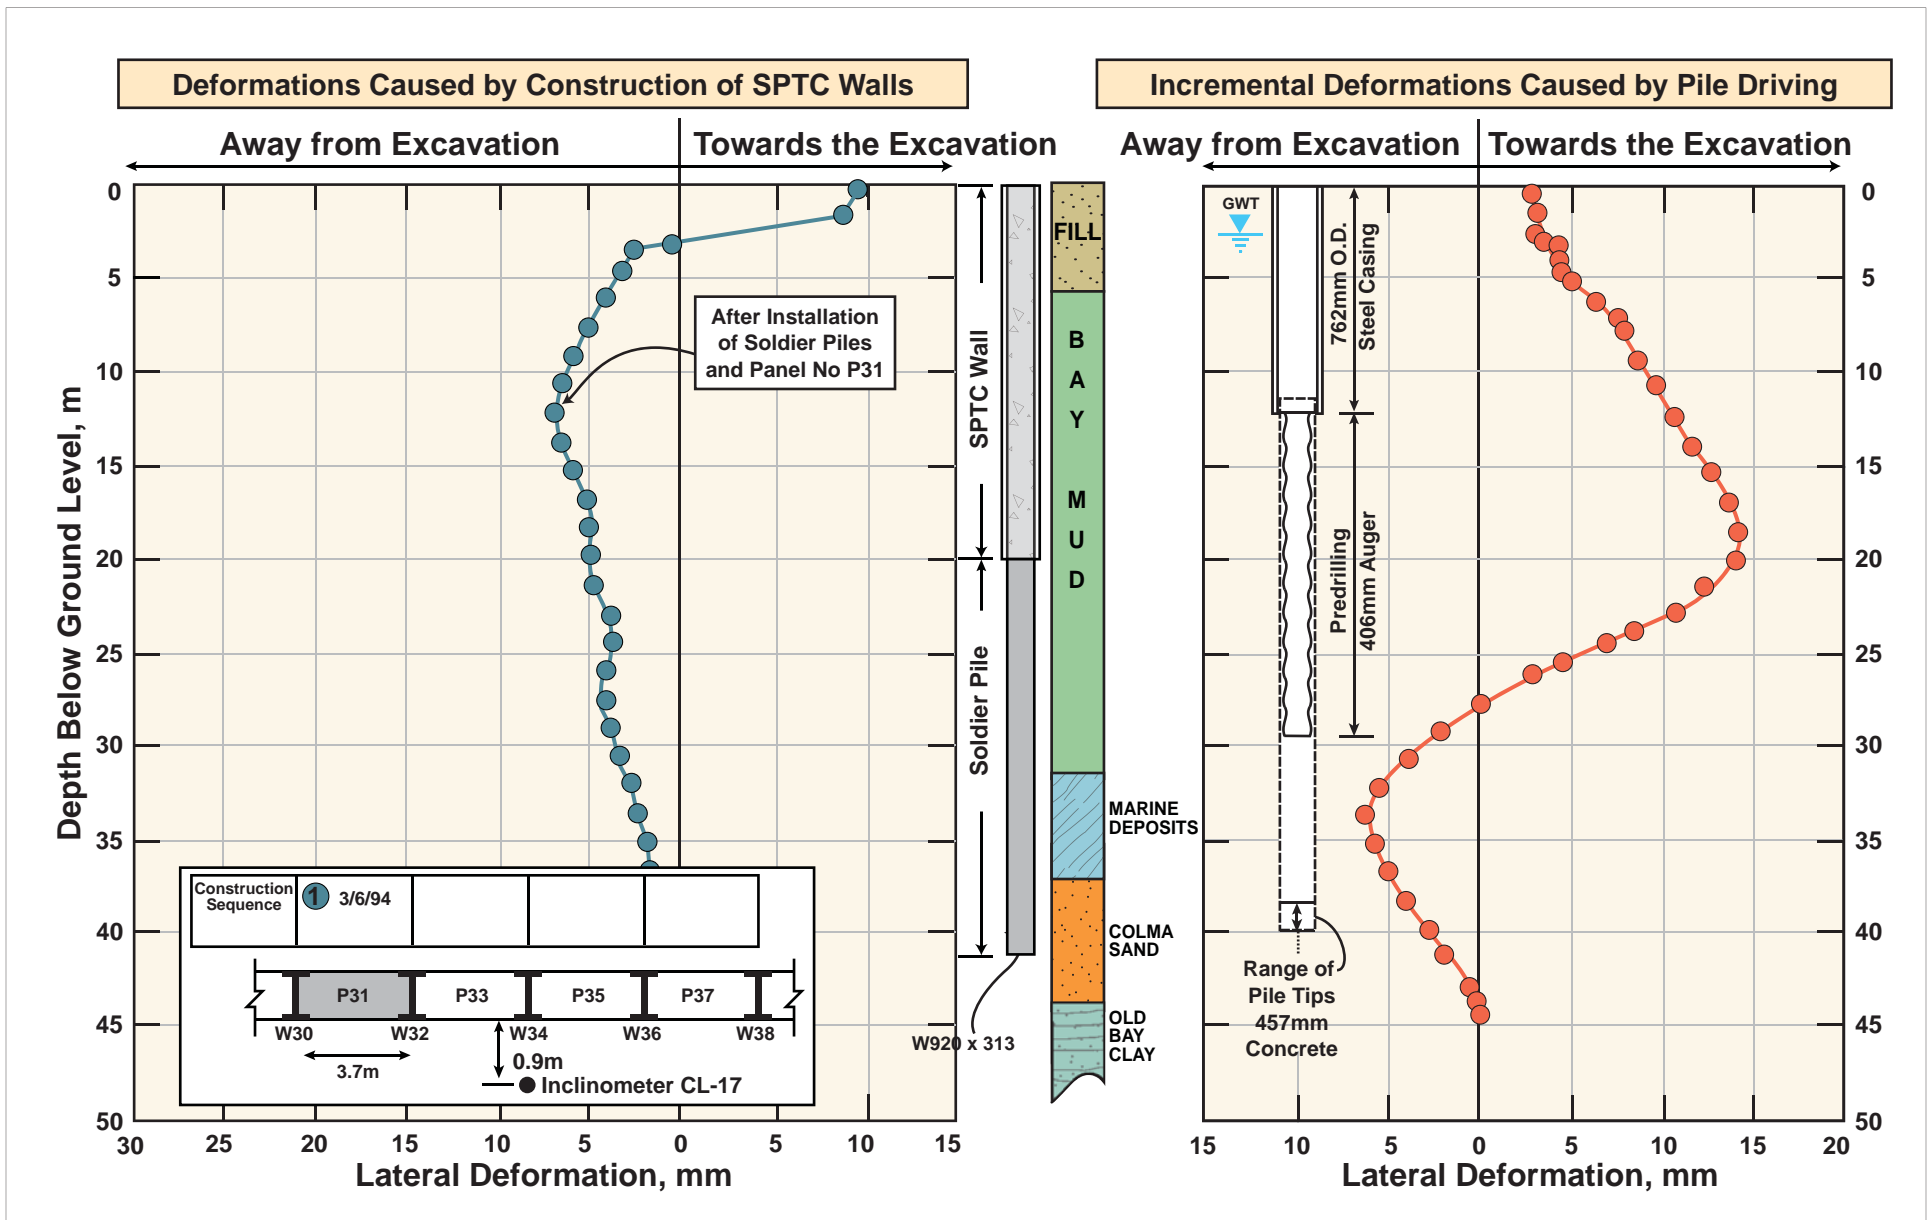 Deformations Caused by Construction of SPTC Walls
Incremental Deformations Caused by Pile Driving
Away from Excavation
Towards the Excavation
Away from Excavation
Towards the Excavation
Depth Below Ground Level, m
0
5
10
15
20
25
30
35
40
45
50
30
25
20
15
10
5
0
5
10
15
Lateral Deformation, mm
After Installation
of Soldier Piles
and Panel No P31
Construction
Sequence
1
3/6/94
P31
P33
P35
P37
W30
W32
W34
W36
W38
3.7m
0.9m
Inclinometer CL-17
SPTC Wall
Soldier Pile
W920 x 313
FILL
B
A
Y
M
U
D
MARINE
DEPOSITS
COLMA
SAND
OLD
BAY
CLAY
GWT
762mm O.D.
Steel Casing
Predrilling
406mm Auger
Range of
Pile Tips
457mm
Concrete
0
5
10
15
20
25
30
35
40
45
50
15
10
5
0
5
10
15
20
Lateral Deformation, mm